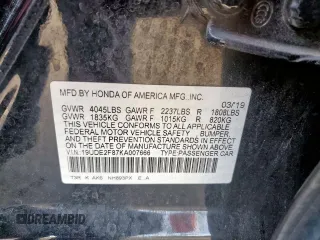 MFD BY HONDA OF AMERICA MFG.,INC. 03/19
GVWR 4045LBS GAWR F 2237LBS R 1808LBS
GVWR 1835KG GAWR F 1015KG R 820KG
THIS VEHICLE CONFORMS TO ALL APPLICABLE
FEDERAL MOTOR VEHICLE SAFETY, BUMPER,
AND THEFT PREVENTION STANDARDS IN EFFECT ON
THE DATE OF MANUFACTURE SHOWN ABOVE.
V.I.N.:19UDE2F87KA007666 TYPE:PASSENGER CAR
E A
BIDMIND.COM